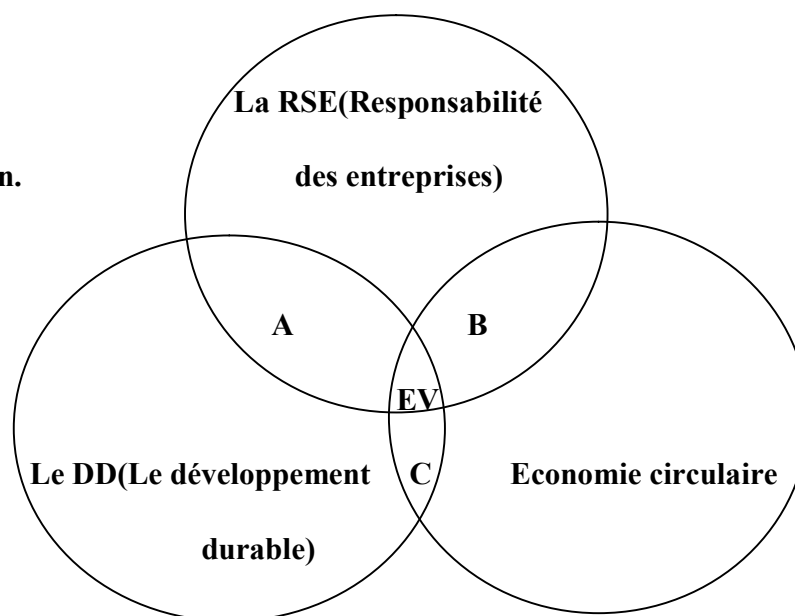 La RSE(Responsabilité
des entreprises)
n.
A
B
EV
Le DD(Le développement
durable)
C
Economie circulaire